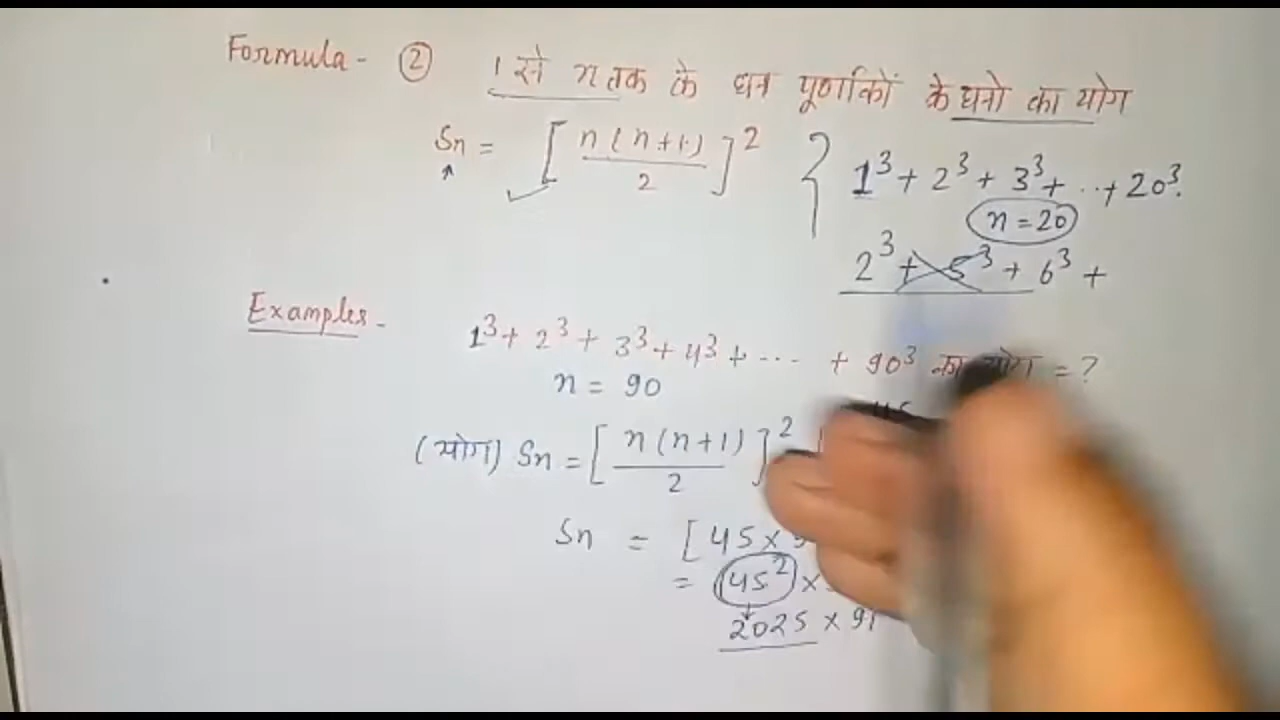 Formula - ② 1 से n तक के धन पूर्णांकों के घनो का योग
Sn = [ n(n+1) / 2 ]²
1³ + 2³ + 3³ + .. + 20³.
n = 20
2³ + 5³ + 6³ +
Examples -
1³ + 2³ + 3³ + 4³ + ... + 90³ का योग = ?
n = 90
(योग) Sn = [ n(n+1) / 2 ]²
Sn = [ 45 ×
= 45² ×
2025 × 91